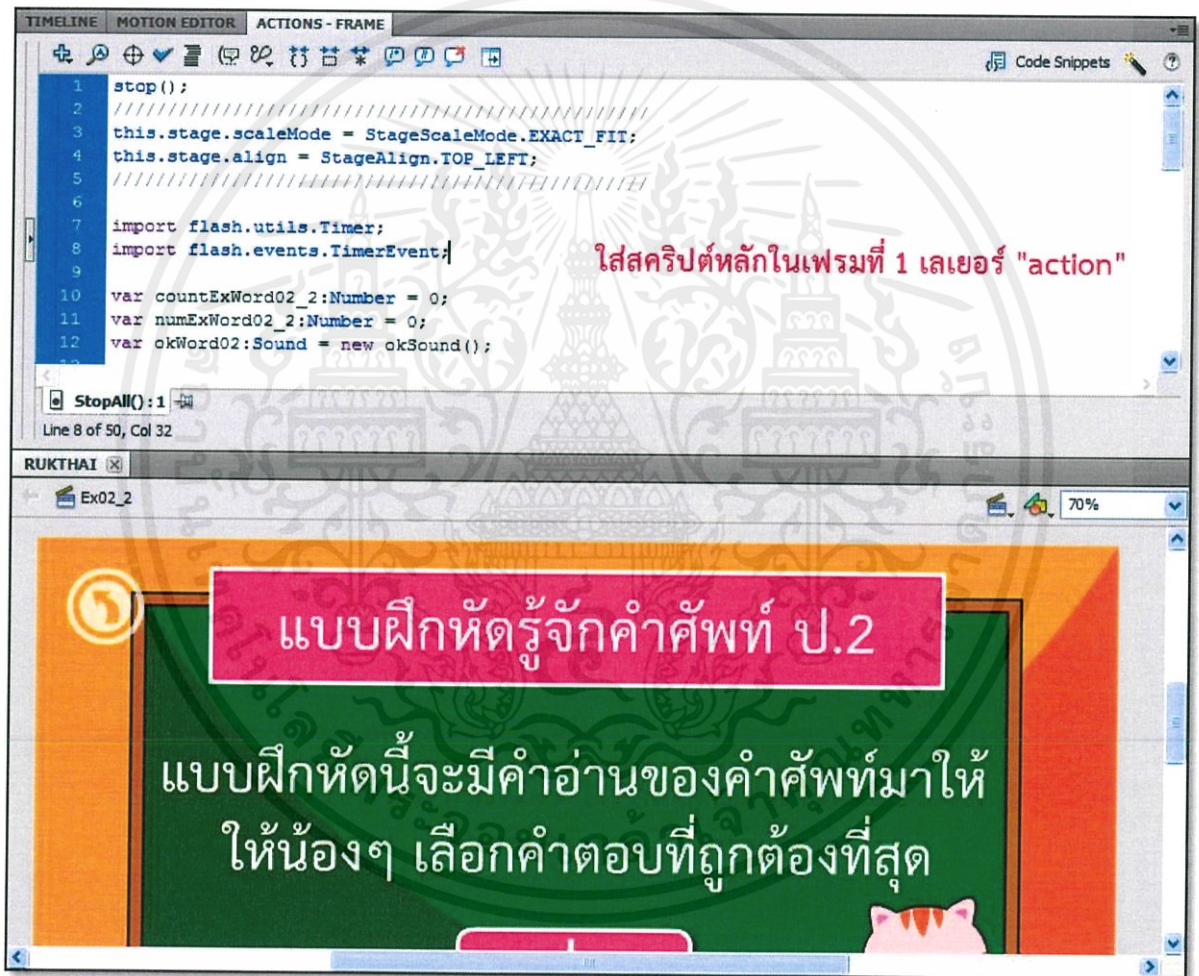 TIMELINE MOTION EDITOR ACTIONS - FRAME
Code Snippets
1 stop();
2 //////////////////////////////////////////////////
3 this.stage.scaleMode = StageScaleMode.EXACT_FIT;
4 this.stage.align = StageAlign.TOP_LEFT;
5 //////////////////////////////////////////////////
6
7 import flash.utils.Timer;
8 import flash.events.TimerEvent;
ใส่สคริปต์หลักในเฟรมที่ 1 เลเยอร์ "action"
9
10 var countExWord02_2:Number = 0;
11 var numExWord02_2:Number = 0;
12 var okWord02:Sound = new okSound();
StopAll() : 1
Line 8 of 50, Col 32
RUKTHAI
Ex02_2
70%
แบบฝึกหัดรู้จักคำศัพท์ ป.2
แบบฝึกหัดนี้จะมีคำอ่านของคำศัพท์มาให้
ให้น้องๆ เลือกคำตอบที่ถูกต้องที่สุด